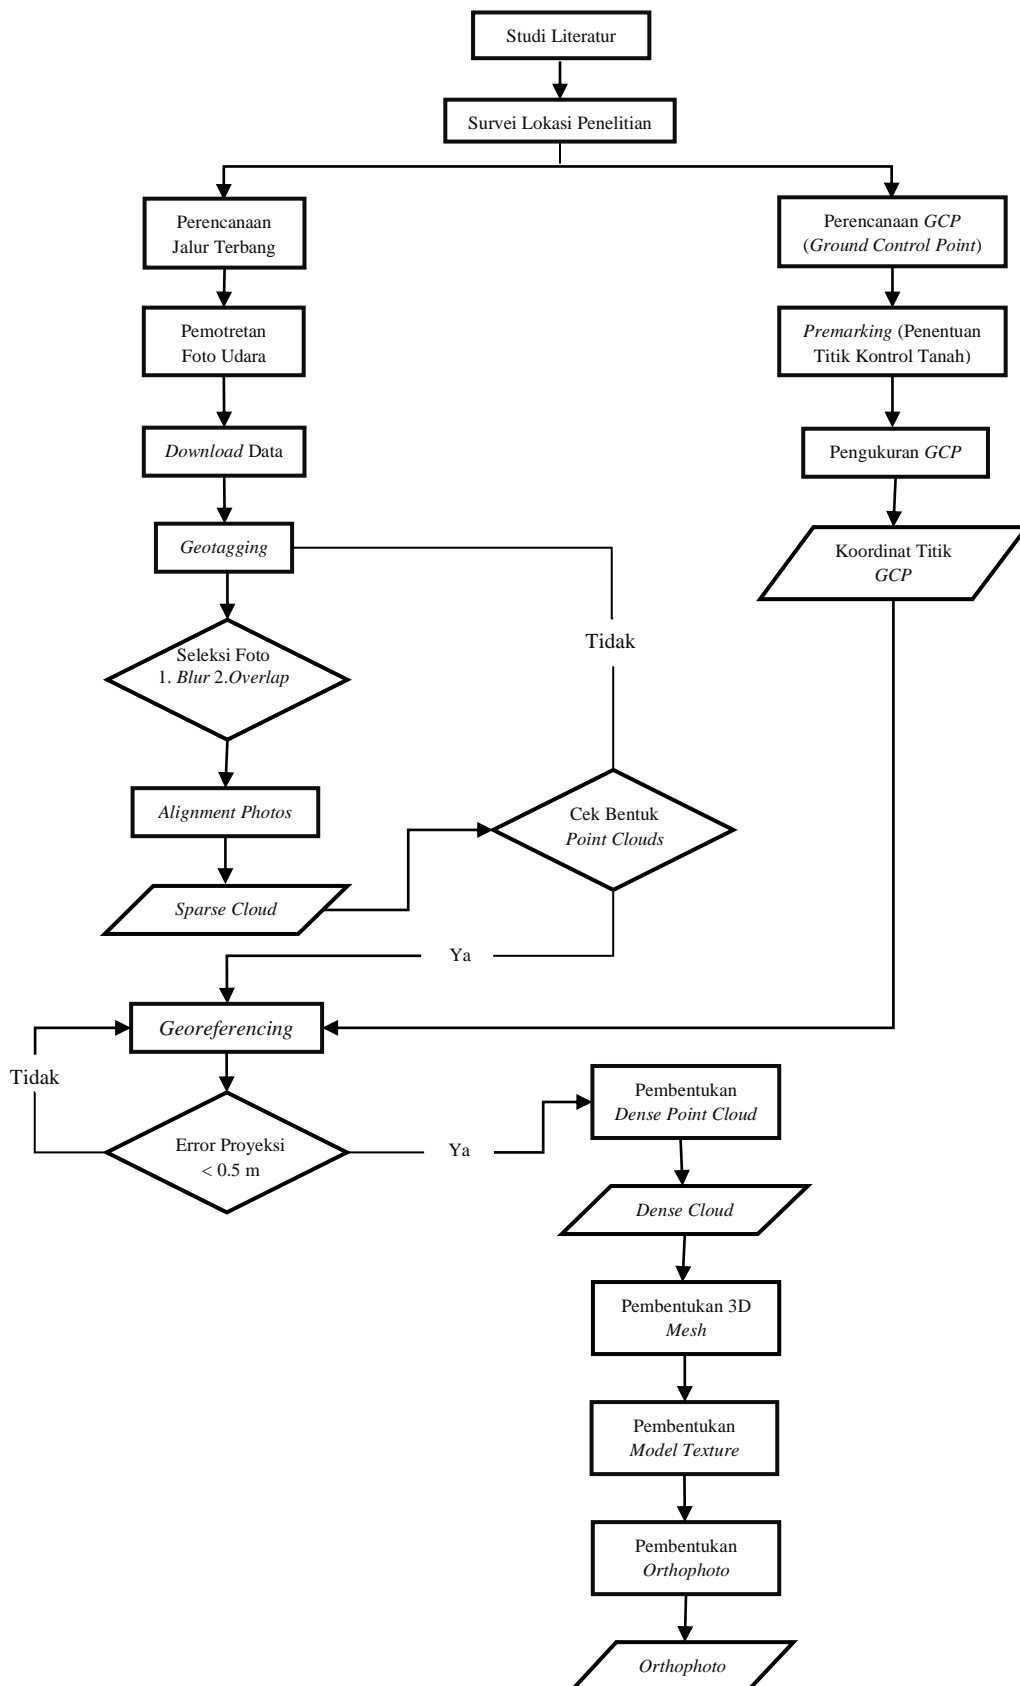 Studi Literatur
Survei Lokasi Penelitian
Perencanaan
Jalur Terbang
Perencanaan GCP
(Ground Control Point)
Pemotretan
Foto Udara
Premarking (Penentuan
Titik Kontrol Tanah)
Download Data
Pengukuran GCP
Geotagging
Koordinat Titik
GCP
Tidak
Seleksi Foto
1. Blur 2.Overlap
Alignment Photos
Cek Bentuk
Point Clouds
Sparse Cloud
Ya
Georeferencing
Tidak
Error Proyeksi
< 0.5 m
Ya
Pembentukan
Dense Point Cloud
Dense Cloud
Pembentukan 3D
Mesh
Pembentukan
Model Texture
Pembentukan
Orthophoto
Orthophoto